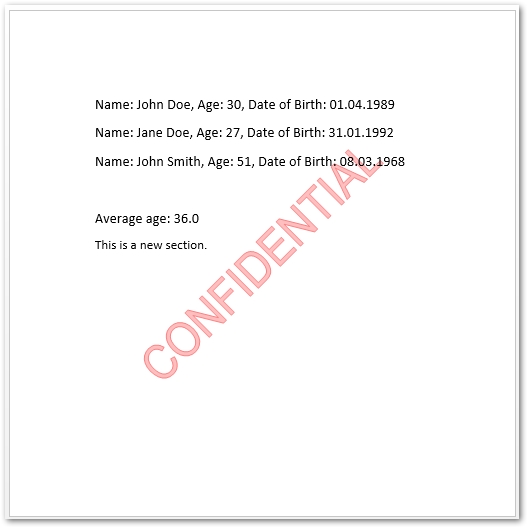 Name: John Doe, Age: 30, Date of Birth: 01.04.1989
Name: Jane Doe, Age: 27, Date of Birth: 31.01.1992
Name: John Smith, Age: 51, Date of Birth: 08.03.1968
Average age: 36.0
This is a new section.
CONFIDENTIAL